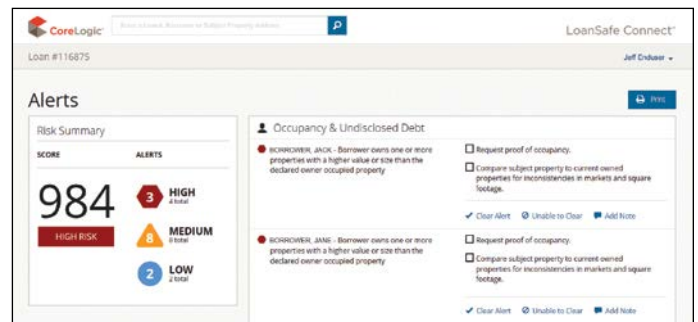 CoreLogic
LoanSafe Connect
Loan #116875
Jeff Enduser
Alerts
Print
Risk Summary
SCORE
ALERTS
984
HIGH RISK
3
HIGH
4 total
8
MEDIUM
8 total
2
LOW
2 total
Occupancy & Undisclosed Debt
BORROWER, JACK - Borrower owns one or more
properties with a higher value or size than the
declared owner occupied property
Request proof of occupancy.
Compare subject property to current owned
properties for inconsistencies in markets and square
footage.
Clear Alert
Unable to Clear
Add Note
BORROWER, JANE - Borrower owns one or more
properties with a higher value or size than the
declared owner occupied property
Request proof of occupancy.
Compare subject property to current owned
properties for inconsistencies in markets and square
footage.
Clear Alert
Unable to Clear
Add Note